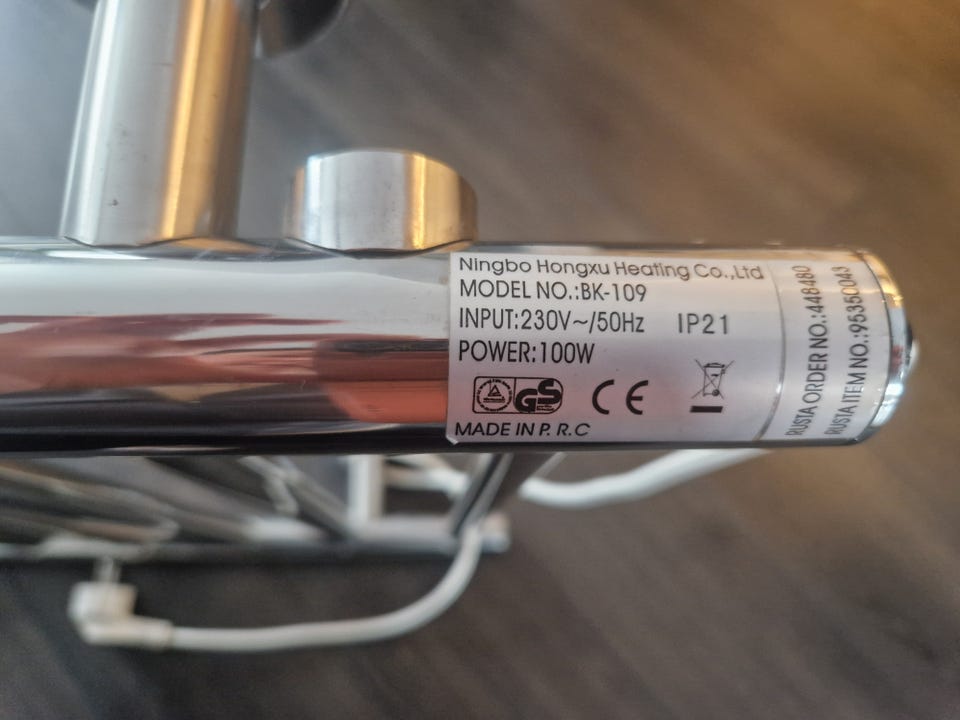 Ningbo Hongxu Heating Co.,Ltd
MODEL NO.:BK-109
INPUT:230V~/50Hz IP21
POWER:100W
GS
CE
MADE IN P. R.C
RUSTA ORDER NO.:448480
RUSTA ITEM NO.:95350043